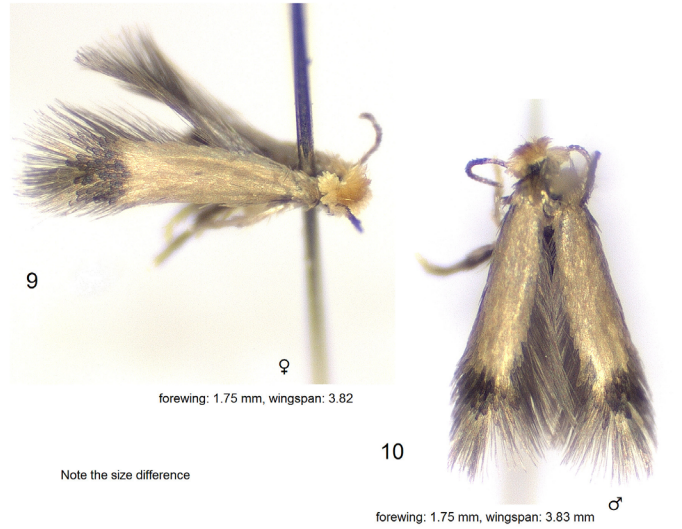 9
♀
forewing: 1.75 mm, wingspan: 3.82
10
Note the size difference
♂
forewing: 1.75 mm, wingspan: 3.83 mm